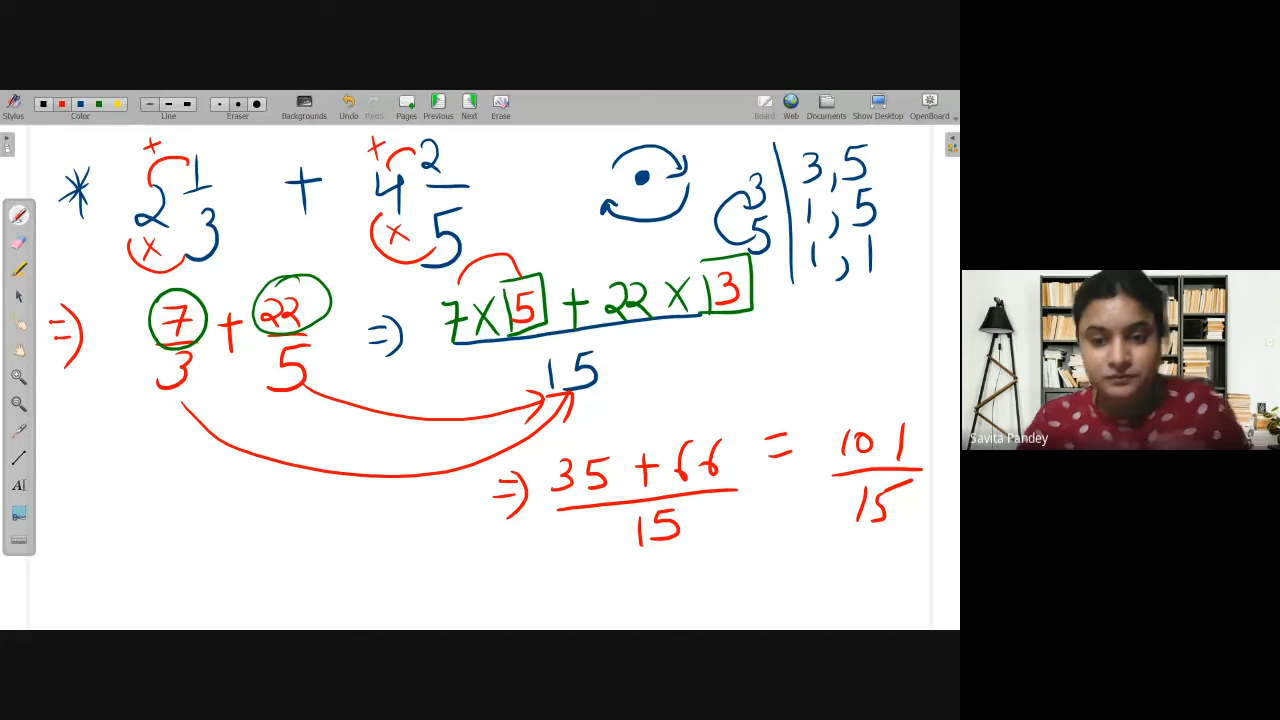 Stylus Color Line Eraser Backgrounds Undo Redo Pages Previous Next Erase Board Web Documents Show Desktop OpenBoard
* 2 1/3 + 4 2/5
+ x + x
3 | 3, 5
5 | 1, 5
1, 1
=> 7/3 + 22/5 => 7 x 5 + 22 x 3 / 15
=> 35 + 66 / 15 = 101 / 15
Savita Pandey